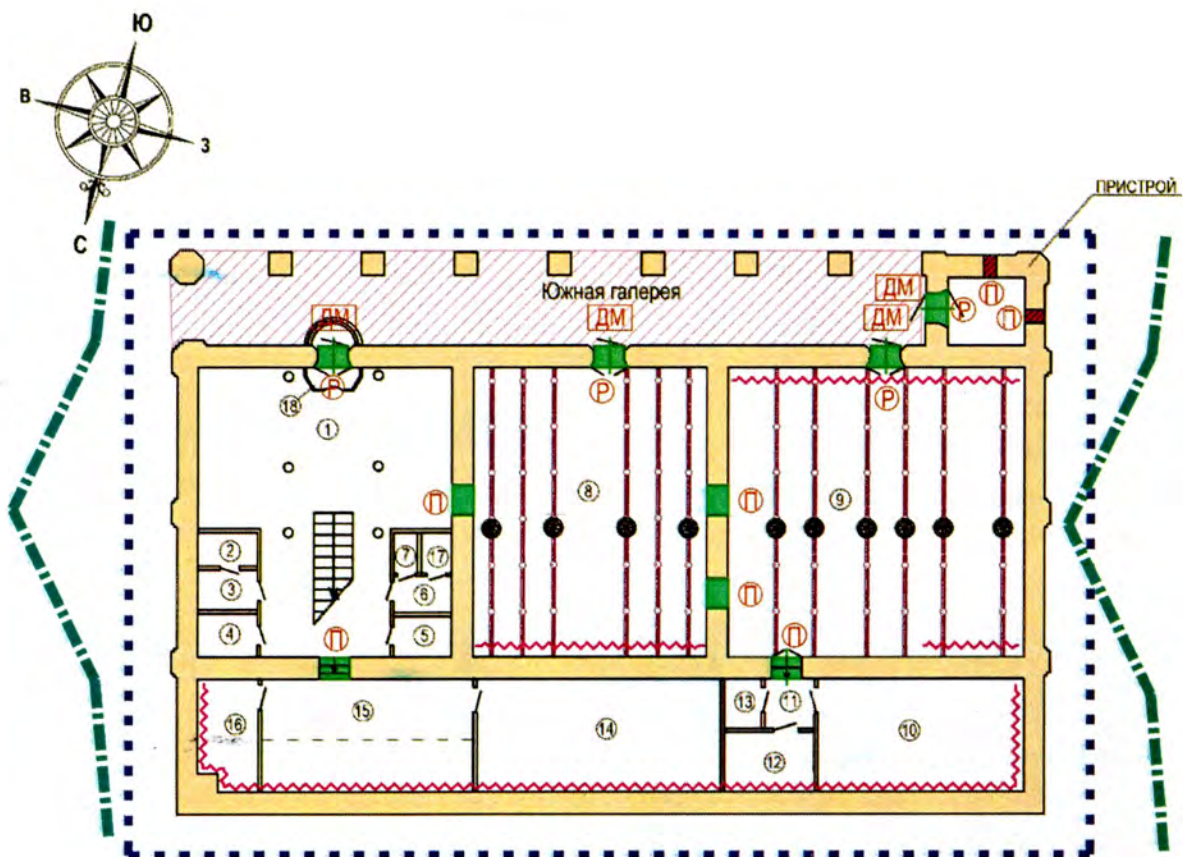 Ю
В
З
С
ПРИСТРОЙ
Южная галерея
ДМ
П
ДМ
ДМ
ДМ
Р
П
Р
Р
Р
18
1
П
8
П
9
2
7
17
3
6
П
4
П
5
П
13
11
16
15
14
10
12